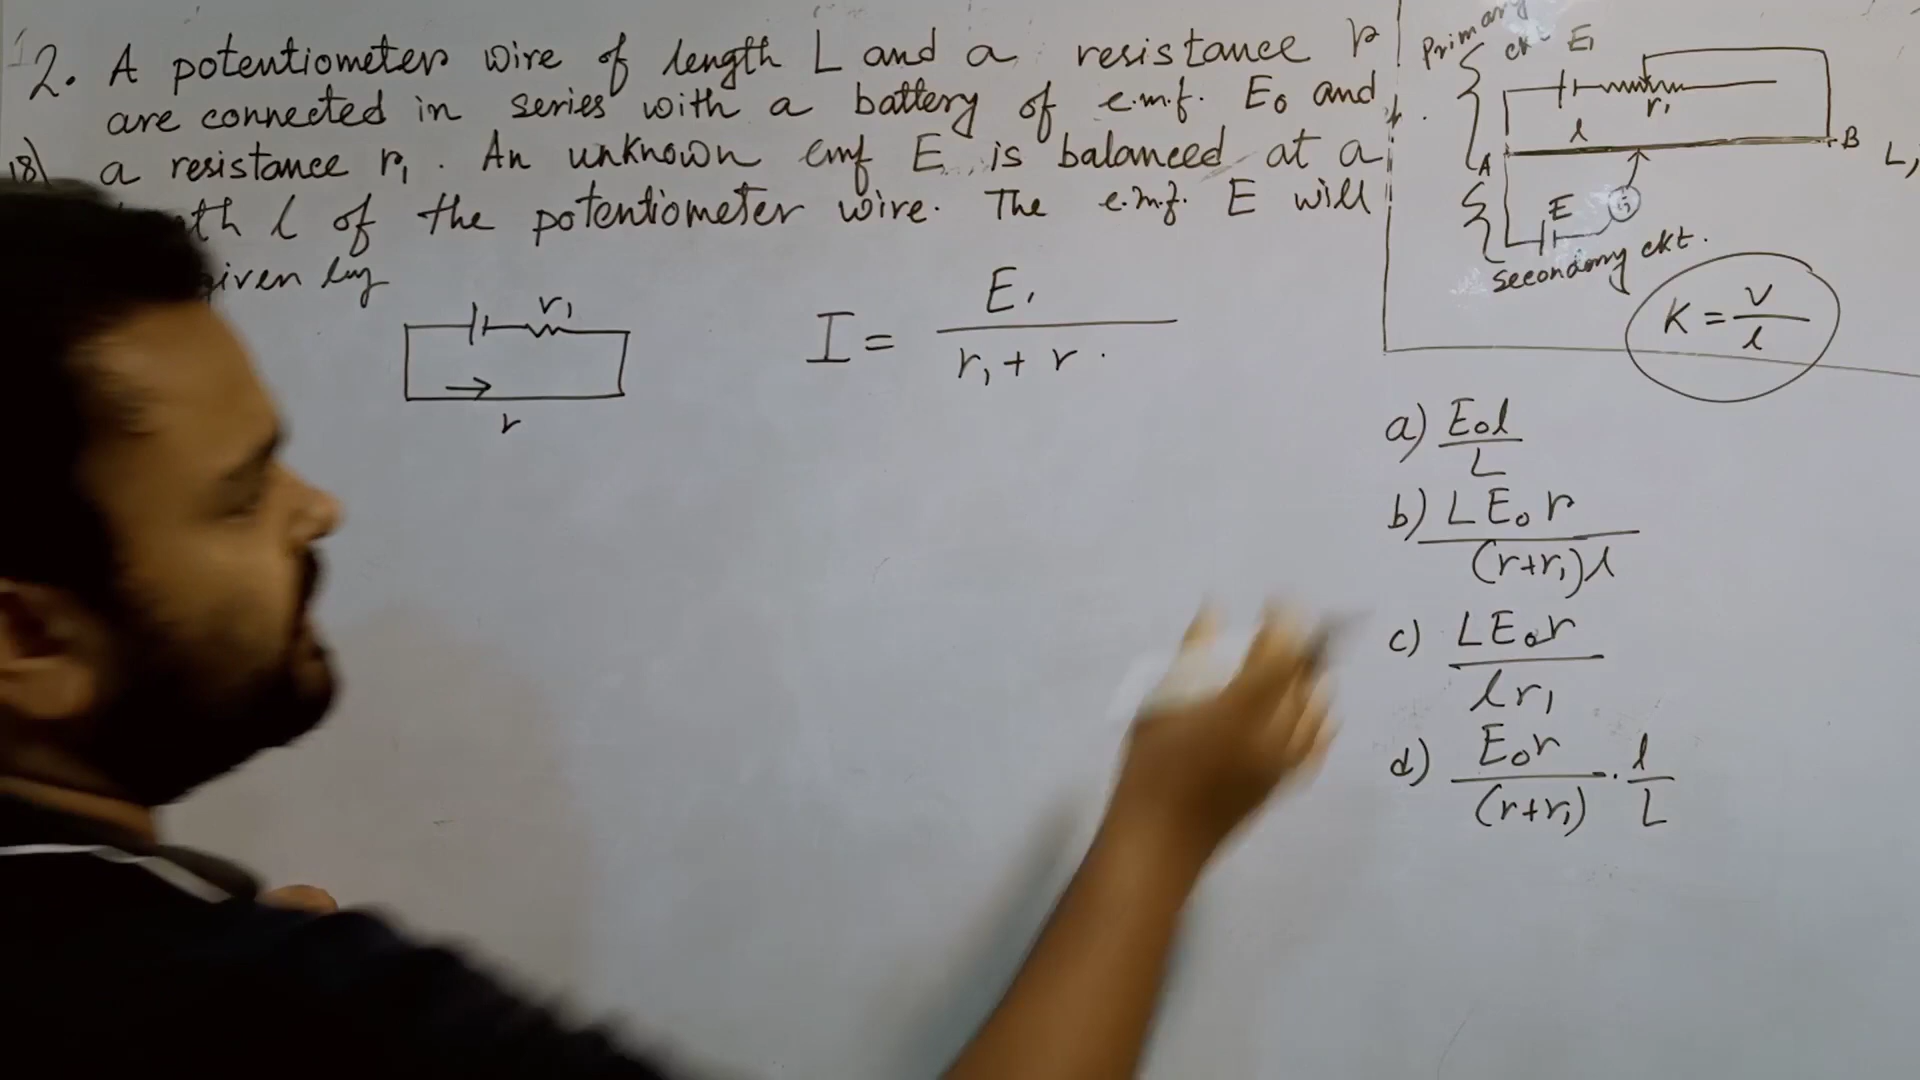 2. A potentiometer wire of length L and a resistance r
are connected in series with a battery of e.m.f. E₀ and
18) a resistance r₁. An unknown emf E is balanced at a
th l of the potentiometer wire. The e.m.f. E will
given by
r₁
r
I = E₁ / (r₁ + r)
Primary ckt
E₁
r₁
l
A
B
L,
E
G
Secondary ckt.
K = V/l
a) E₀l / L
b) LE₀r / (r+r₁)l
c) LE₀r / lr₁
d) E₀r / (r+r₁) . l/L